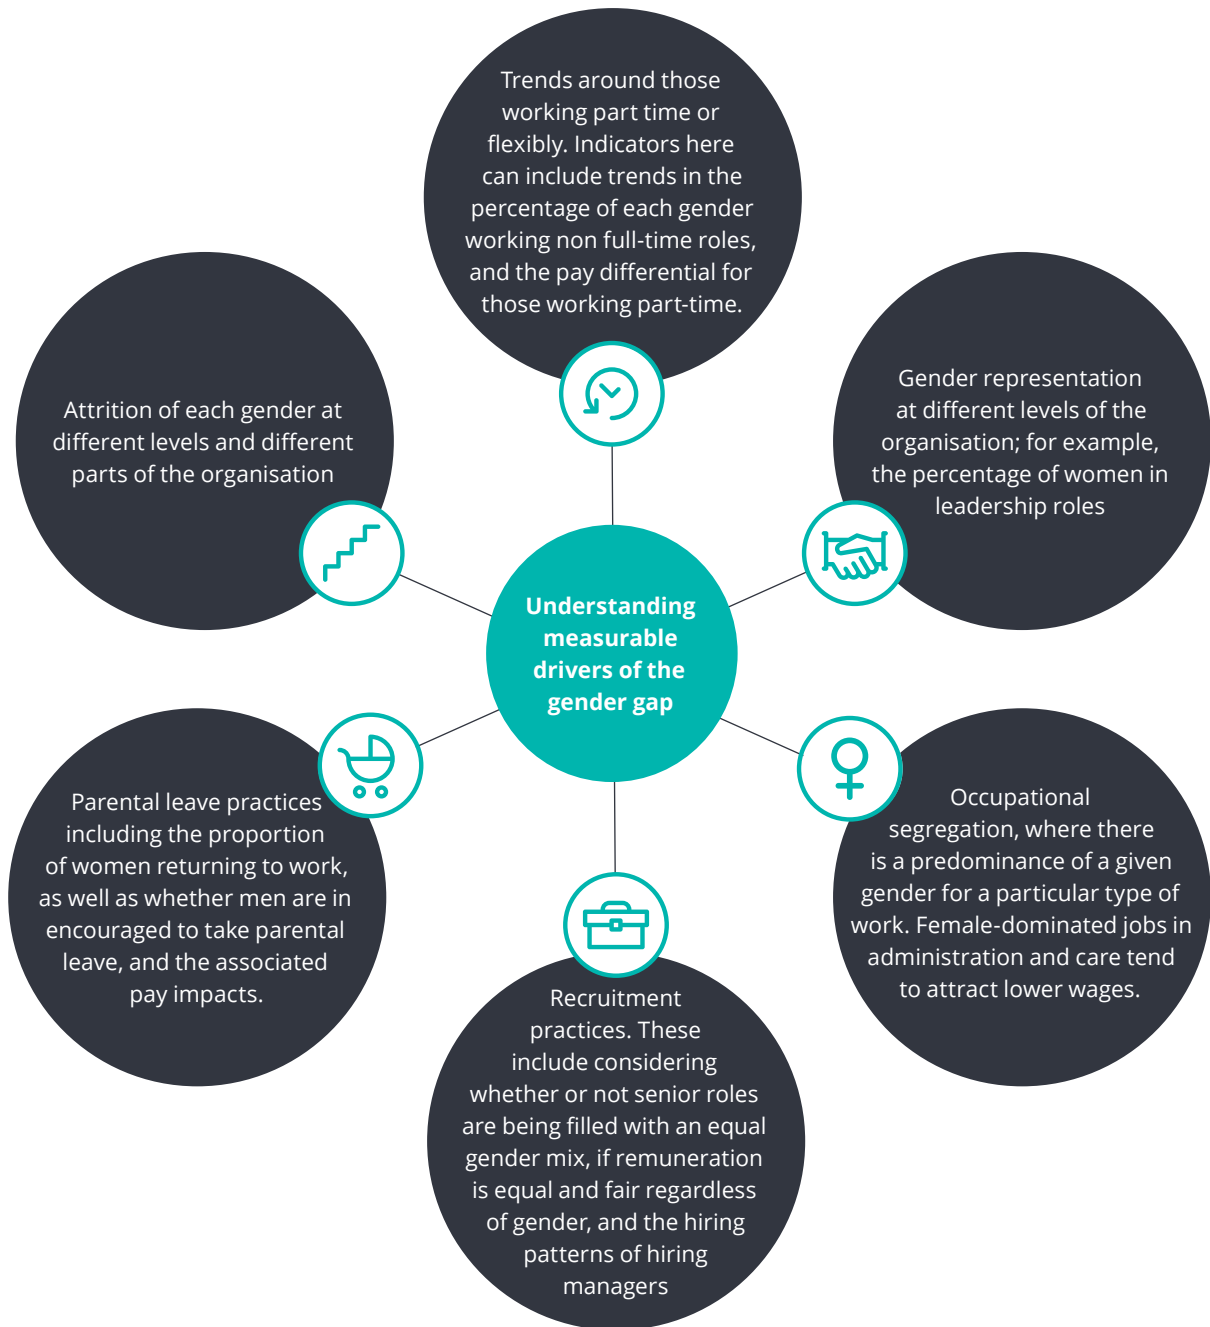 Trends around those
working part time or
flexibly. Indicators here
can include trends in the
percentage of each gender
working non full-time roles,
and the pay differential for
those working part-time.
Attrition of each gender at
different levels and different
parts of the organisation
Gender representation
at different levels of the
organisation; for example,
the percentage of women in
leadership roles
Understanding
measurable
drivers of the
gender gap
Parental leave practices
including the proportion
of women returning to work,
as well as whether men are in
encouraged to take parental
leave, and the associated
pay impacts.
Occupational
segregation, where there
is a predominance of a given
gender for a particular type of
work. Female-dominated jobs in
administration and care tend
to attract lower wages.
Recruitment
practices. These
include considering
whether or not senior roles
are being filled with an equal
gender mix, if remuneration
is equal and fair regardless
of gender, and the hiring
patterns of hiring
managers